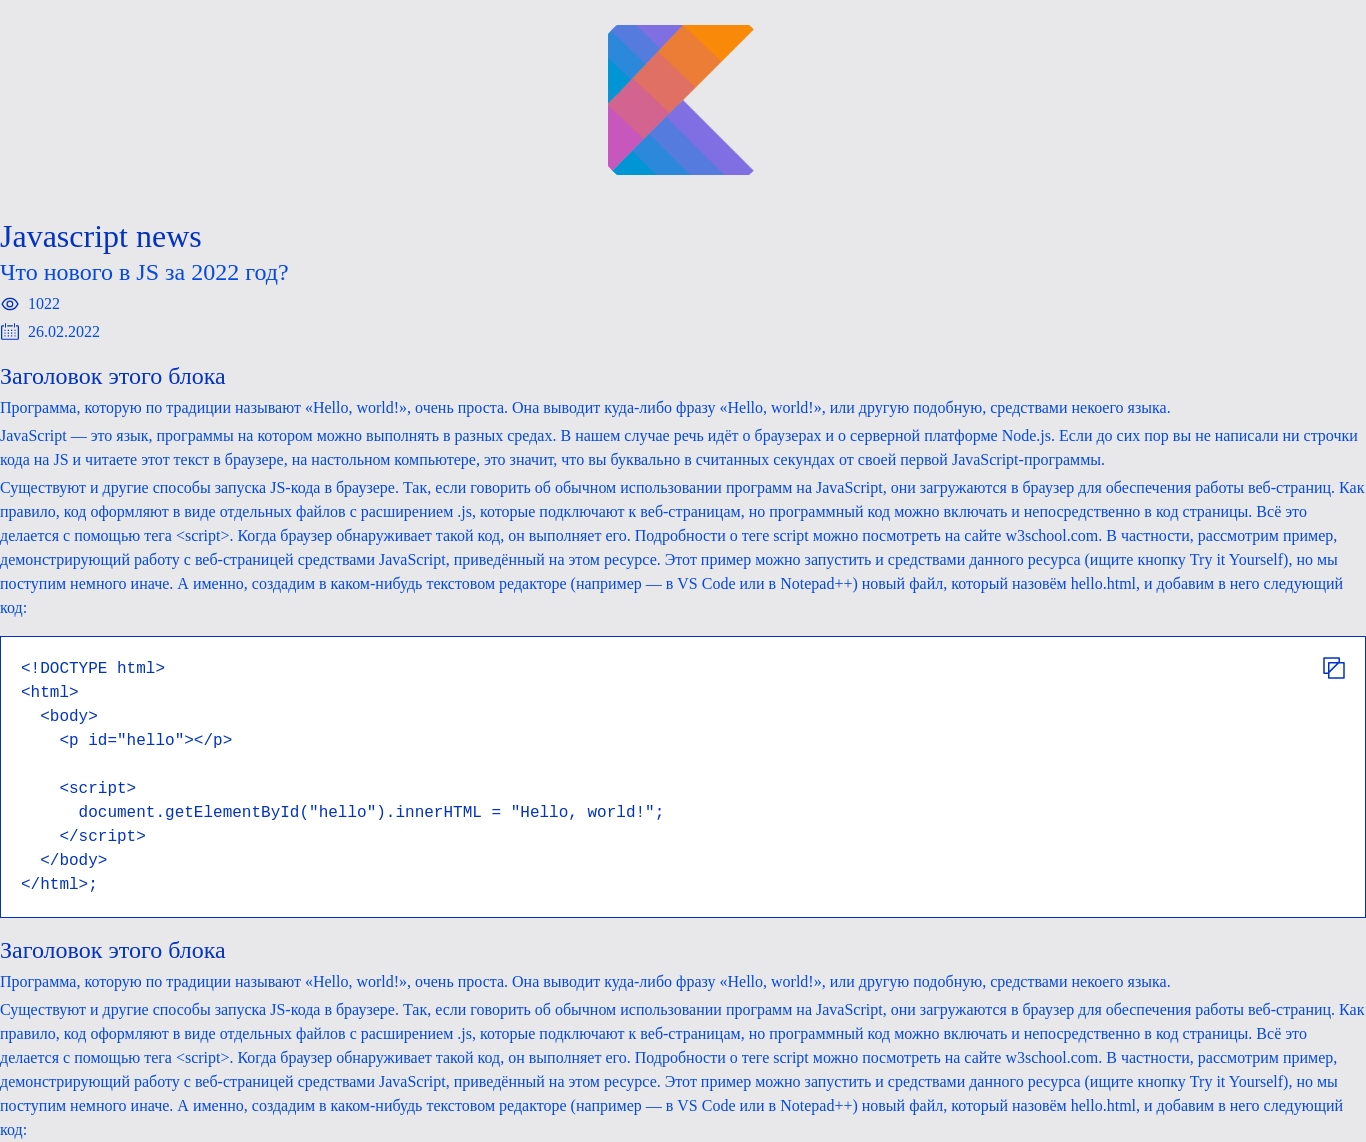 Javascript news
Что нового в JS за 2022 год?
1022
26.02.2022
Заголовок этого блока
Программа, которую по традиции называют «Hello, world!», очень проста. Она выводит куда-либо фразу «Hello, world!», или другую подобную, средствами некоего языка.
JavaScript — это язык, программы на котором можно выполнять в разных средах. В нашем случае речь идёт о браузерах и о серверной платформе Node.js. Если до сих пор вы не написали ни строчки
кода на JS и читаете этот текст в браузере, на настольном компьютере, это значит, что вы буквально в считанных секундах от своей первой JavaScript-программы.
Существуют и другие способы запуска JS-кода в браузере. Так, если говорить об обычном использовании программ на JavaScript, они загружаются в браузер для обеспечения работы веб-страниц. Как
правило, код оформляют в виде отдельных файлов с расширением .js, которые подключают к веб-страницам, но программный код можно включать и непосредственно в код страницы. Всё это
делается с помощью тега <script>. Когда браузер обнаруживает такой код, он выполняет его. Подробности о теге script можно посмотреть на сайте w3school.com. В частности, рассмотрим пример,
демонстрирующий работу с веб-страницей средствами JavaScript, приведённый на этом ресурсе. Этот пример можно запустить и средствами данного ресурса (ищите кнопку Try it Yourself), но мы
поступим немного иначе. А именно, создадим в каком-нибудь текстовом редакторе (например — в VS Code или в Notepad++) новый файл, который назовём hello.html, и добавим в него следующий
код:
<!DOCTYPE html>
<html>
  <body>
    <p id="hello"></p>

    <script>
      document.getElementById("hello").innerHTML = "Hello, world!";
    </script>
  </body>
</html>;
Заголовок этого блока
Программа, которую по традиции называют «Hello, world!», очень проста. Она выводит куда-либо фразу «Hello, world!», или другую подобную, средствами некоего языка.
Существуют и другие способы запуска JS-кода в браузере. Так, если говорить об обычном использовании программ на JavaScript, они загружаются в браузер для обеспечения работы веб-страниц. Как
правило, код оформляют в виде отдельных файлов с расширением .js, которые подключают к веб-страницам, но программный код можно включать и непосредственно в код страницы. Всё это
делается с помощью тега <script>. Когда браузер обнаруживает такой код, он выполняет его. Подробности о теге script можно посмотреть на сайте w3school.com. В частности, рассмотрим пример,
демонстрирующий работу с веб-страницей средствами JavaScript, приведённый на этом ресурсе. Этот пример можно запустить и средствами данного ресурса (ищите кнопку Try it Yourself), но мы
поступим немного иначе. А именно, создадим в каком-нибудь текстовом редакторе (например — в VS Code или в Notepad++) новый файл, который назовём hello.html, и добавим в него следующий
код: